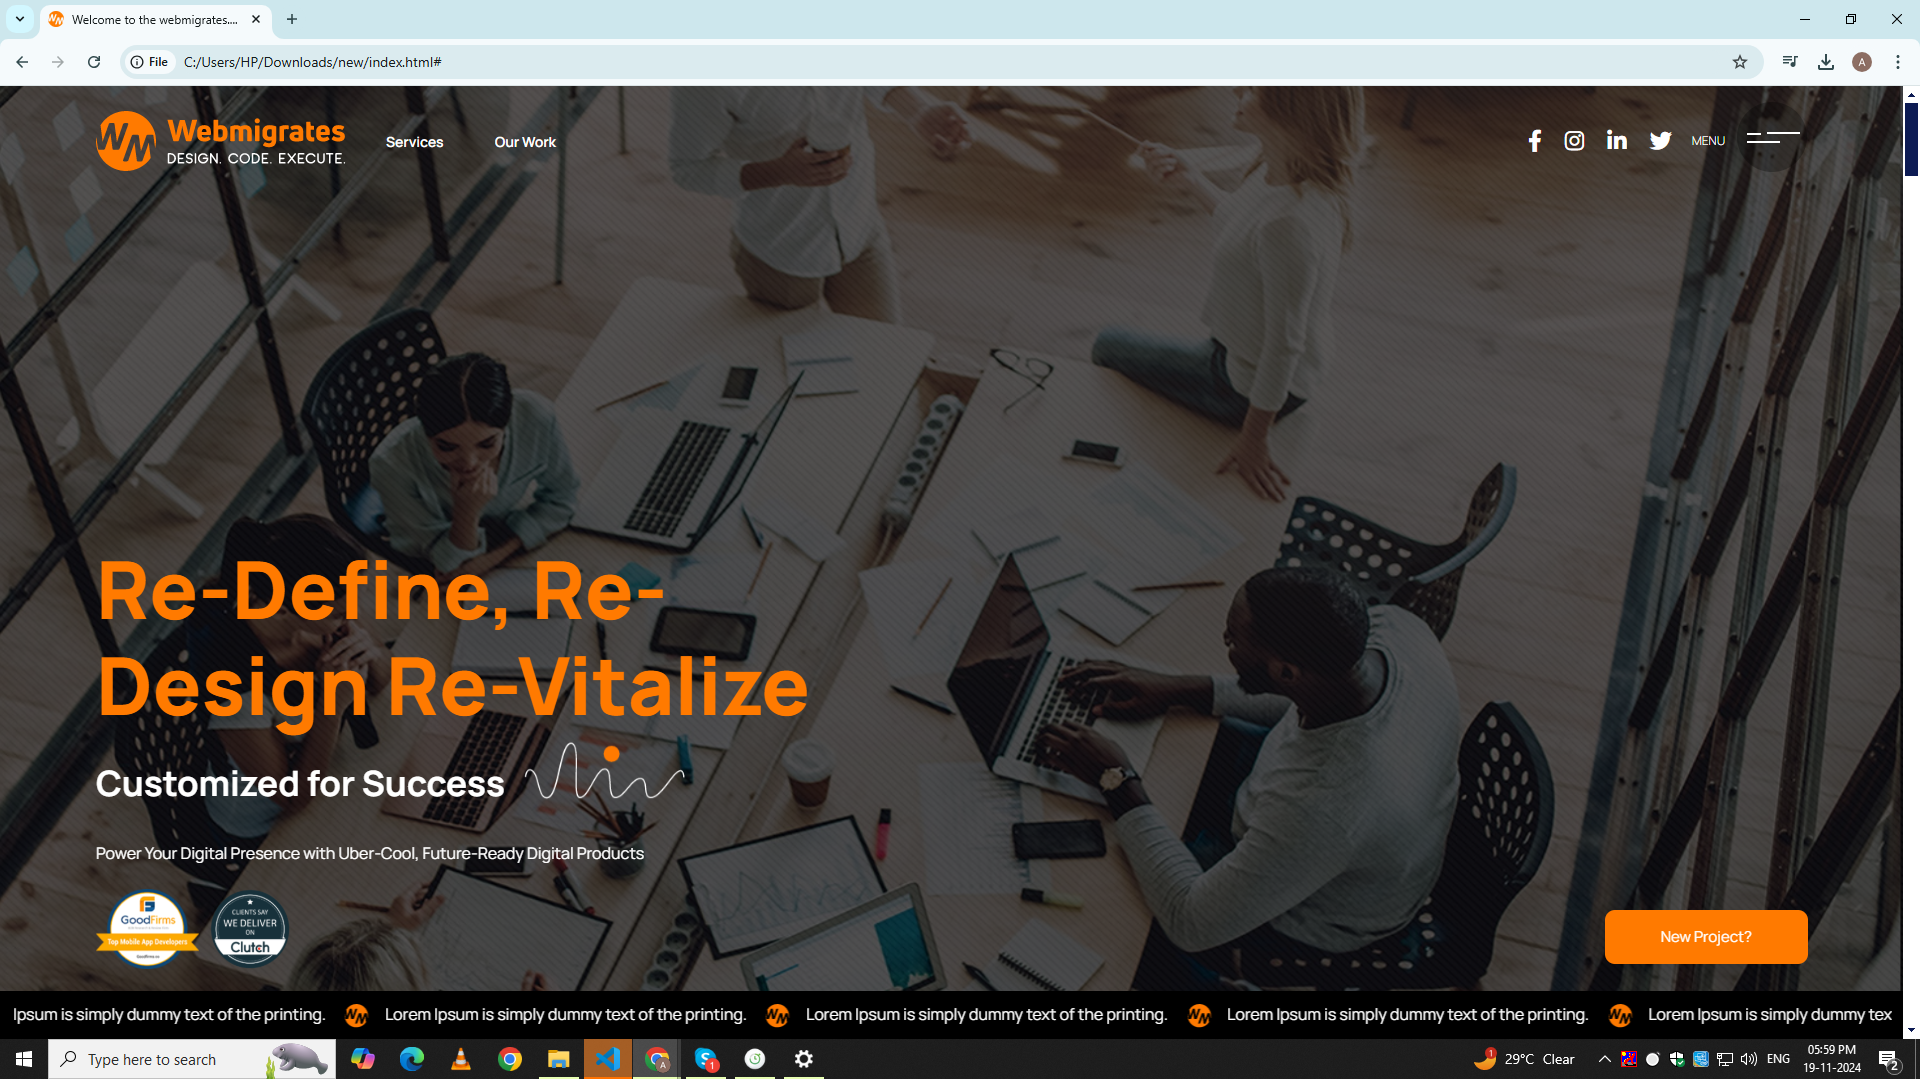 Welcome to the webmigrates....
File
C:/Users/HP/Downloads/new/index.html#
A
WM
Webmigrates
DESIGN. CODE. EXECUTE.
Services
Our Work
MENU
Re-Define, Re-
Design Re-Vitalize
Customized for Success
Power Your Digital Presence with Uber-Cool, Future-Ready Digital Products
GoodFirms
Top Mobile App Developers
CLIENTS SAY
WE DELIVER
ON
Clutch
New Project?
Ipsum is simply dummy text of the printing.
Lorem Ipsum is simply dummy text of the printing.
Lorem Ipsum is simply dummy text of the printing.
Lorem Ipsum is simply dummy text of the printing.
Lorem Ipsum is simply dummy tex
Type here to search
1
1
29°C Clear
ENG
05:59 PM
19-11-2024
2